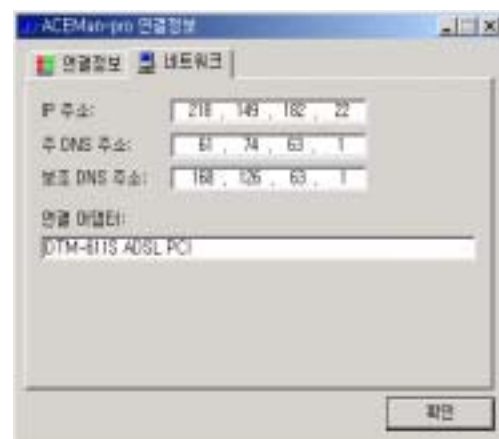 ACEMan-pro 연결정보
연결정보 네트워크
IP 주소: 218 . 149 . 182 . 22
주 DNS 주소: 61 . 74 . 63 . 1
보조 DNS 주소: 168 . 126 . 63 . 1
연결 어댑터:
DTM-611S ADSL PCI
확인